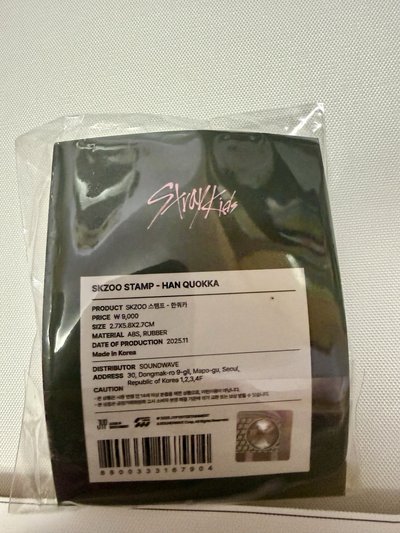 Stray Kids
SKZOO STAMP - HAN QUOKKA
PRODUCT SKZOO 스탬프 - 한쿼카
PRICE ₩ 9,000
SIZE 2.7X5.8X2.7CM
MATERIAL ABS, RUBBER
DATE OF PRODUCTION 2025.11
Made in Korea
DISTRIBUTOR SOUNDWAVE
ADDRESS 30, Dongmak-ro 9-gil, Mapo-gu, Seoul,
Republic of Korea, 1,2,3,4F
CAUTION
8800333167904